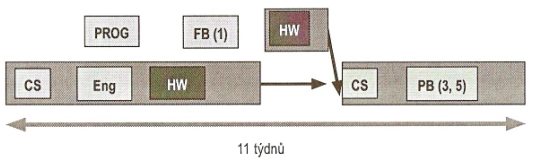 PROG FB (1) HW
CS Eng HW CS PB (3, 5)
11 týdnů